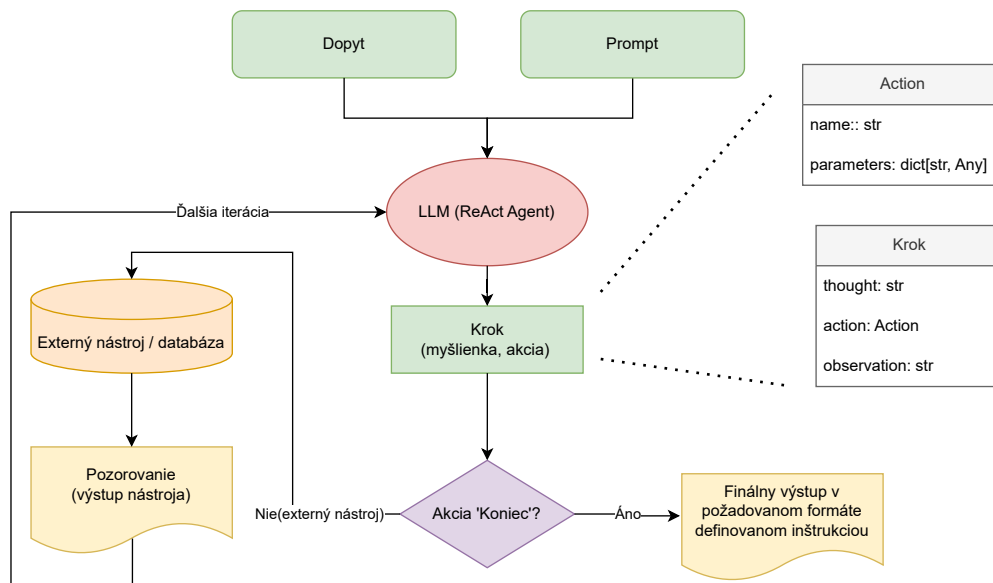 Dopyt
Prompt
Action
name:: str
parameters: dict[str, Any]
Ďalšia iterácia
LLM (ReAct Agent)
Krok
thought: str
action: Action
observation: str
Externý nástroj / databáza
Krok
(myšlienka, akcia)
Pozorovanie
(výstup nástroja)
Nie(externý nástroj)
Akcia 'Koniec'?
Áno
Finálny výstup v
požadovanom formáte
definovanom inštrukciou